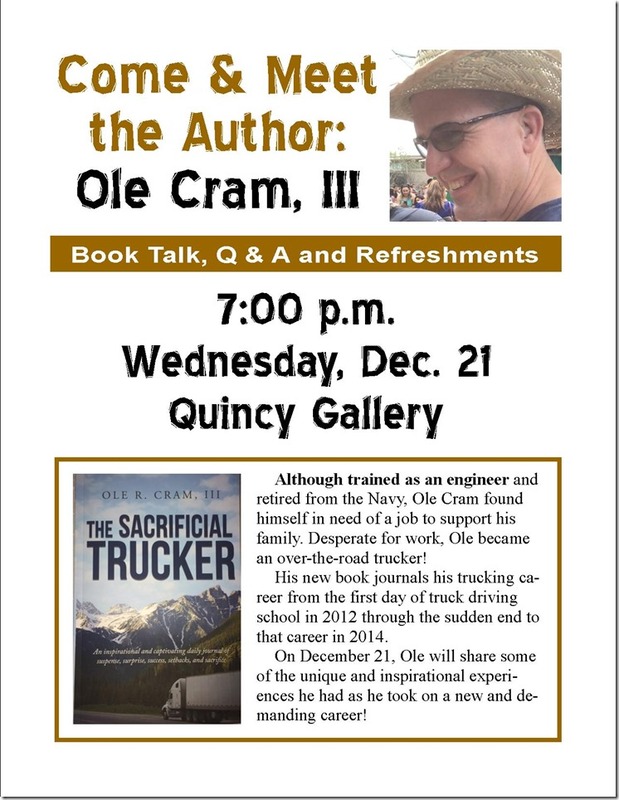 Come & Meet
the Author:
Ole Cram, III
Book Talk, Q & A and Refreshments
7:00 p.m.
Wednesday, Dec. 21
Quincy Gallery
OLE R. CRAM, III
THE SACRIFICIAL
TRUCKER
An inspirational and captivating daily journal of
suspense, surprise, success, setbacks, and sacrifice
Although trained as an engineer and
retired from the Navy, Ole Cram found
himself in need of a job to support his
family. Desperate for work, Ole became
an over-the-road trucker!
His new book journals his trucking ca-
reer from the first day of truck driving
school in 2012 through the sudden end to
that career in 2014.
On December 21, Ole will share some
of the unique and inspirational experi-
ences he had as he took on a new and de-
manding career!